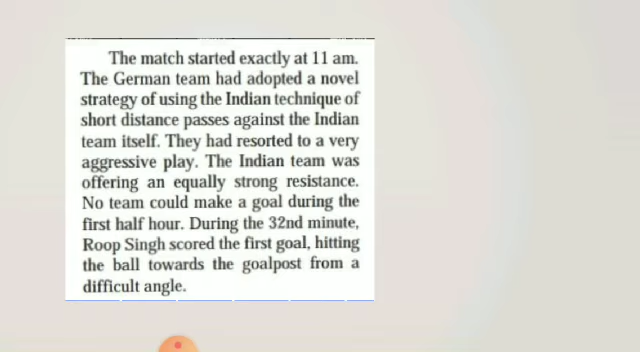 The match started exactly at 11 am.
The German team had adopted a novel
strategy of using the Indian technique of
short distance passes against the Indian
team itself. They had resorted to a very
aggressive play. The Indian team was
offering an equally strong resistance.
No team could make a goal during the
first half hour. During the 32nd minute,
Roop Singh scored the first goal, hitting
the ball towards the goalpost from a
difficult angle.